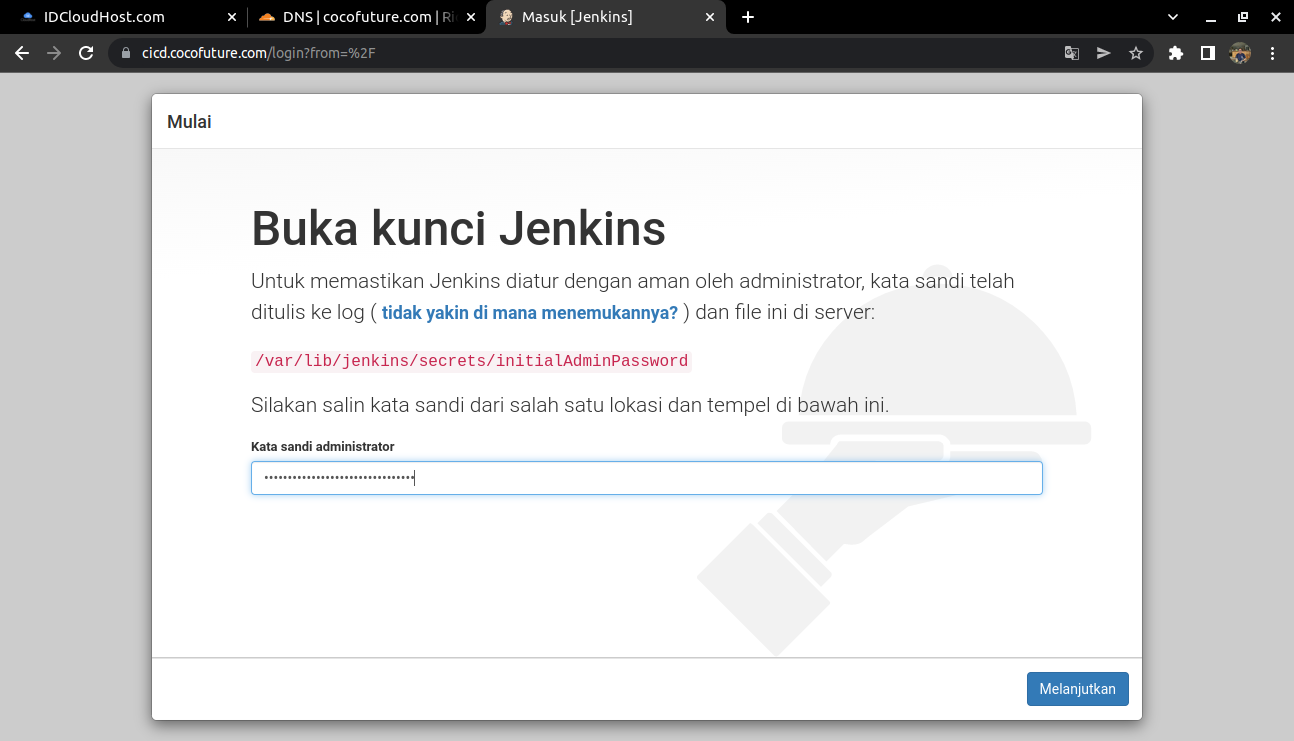 IDCloudHost.com
DNS | cocofuture.com | Ri
Masuk [Jenkins]
cicd.cocofuture.com/login?from=%2F
Mulai
Buka kunci Jenkins
Untuk memastikan Jenkins diatur dengan aman oleh administrator, kata sandi telah
ditulis ke log ( tidak yakin di mana menemukannya? ) dan file ini di server:
/var/lib/jenkins/secrets/initialAdminPassword
Silakan salin kata sandi dari salah satu lokasi dan tempel di bawah ini.
Kata sandi administrator
Melanjutkan